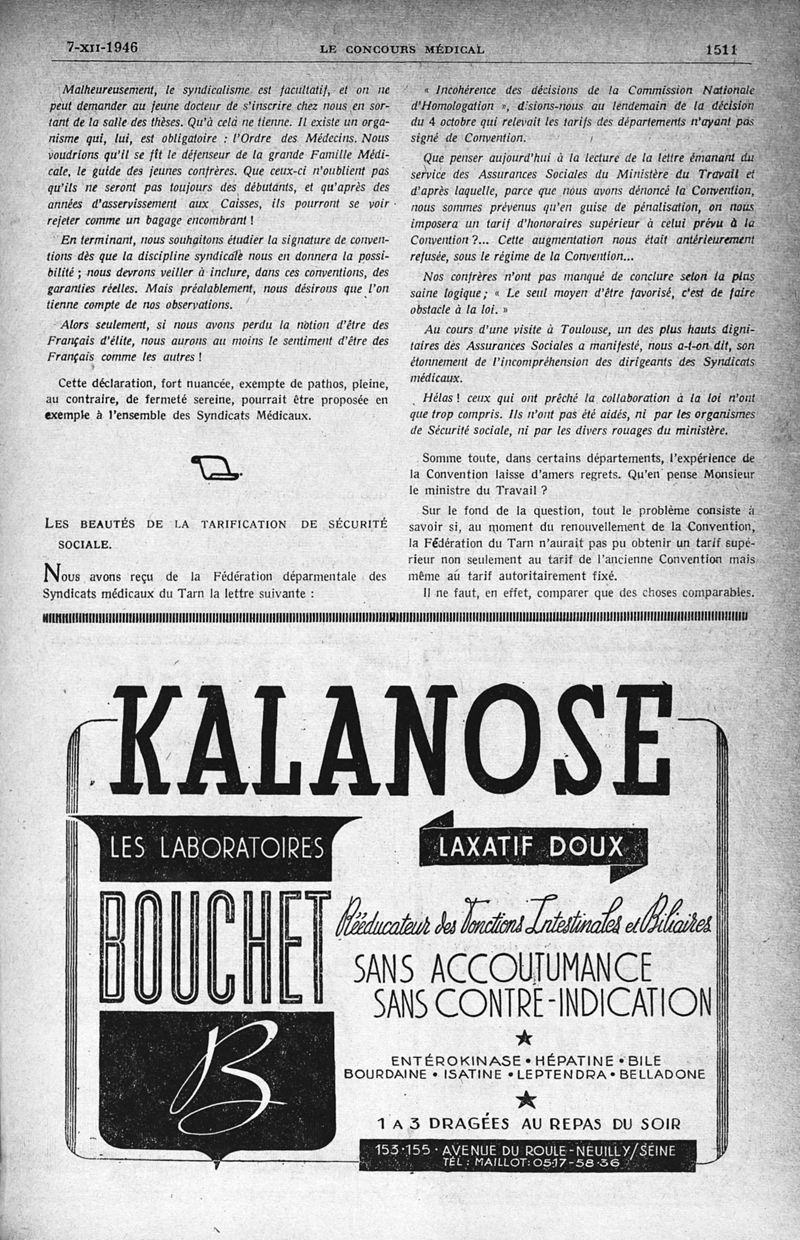 7-XII-1946
LE CONCOURS MÉDICAL
1511
Malheureusement, le syndicalisme est facultatif, et on ne
peut demander au jeune docteur de s'inscrire chez nous en sor-
tant de la salle des thèses. Qu'à cela ne tienne. Il existe un orga-
nisme qui, lui, est obligatoire : l'Ordre des Médecins. Nous
voudrions qu'il se fît le défenseur de la grande Famille Médi-
cale, le guide des jeunes confrères. Que ceux-ci n'oublient pas
qu'ils ne seront pas toujours des débutants, et qu'après des
années d'asservissement aux Caisses, ils pourront se voir
rejeter comme un bagage encombrant !
En terminant, nous souhaitons étudier la signature de conven-
tions dès que la discipline syndicale nous en donnera la possi-
bilité ; nous devrons veiller à inclure, dans ces conventions, des
garanties réelles. Mais préalablement, nous désirons que l'on
tienne compte de nos observations.
Alors seulement, si nous avons perdu la notion d'être des
Français d'élite, nous aurons au moins le sentiment d'être des
Français comme les autres !
Cette déclaration, fort nuancée, exempte de pathos, pleine,
au contraire, de fermeté sereine, pourrait être proposée en
exemple à l'ensemble des Syndicats Médicaux.
LES BEAUTÉS DE LA TARIFICATION DE SÉCURITÉ
SOCIALE.
Nous avons reçu de la Fédération déparmentale des
Syndicats médicaux du Tarn la lettre suivante :
« Incohérence des décisions de la Commission Nationale
d'Homologation », disions-nous au lendemain de la décision
du 4 octobre qui relevait les tarifs des départements n'ayant pas
signé de Convention.
Que penser aujourd'hui à la lecture de la lettre émanant du
service des Assurances Sociales du Ministère du Travail et
d'après laquelle, parce que nous avons dénoncé la Convention,
nous sommes prévenus qu'en guise de pénalisation, on nous
imposera un tarif d'honoraires supérieur à celui prévu à la
Convention ?... Cette augmentation nous était antérieurement
refusée, sous le régime de la Convention...
Nos confrères n'ont pas manqué de conclure selon la plus
saine logique ; « Le seul moyen d'être favorisé, c'est de faire
obstacle à la loi. »
Au cours d'une visite à Toulouse, un des plus hauts digni-
taires des Assurances Sociales a manifesté, nous a-t-on dit, son
étonnement de l'incompréhension des dirigeants des Syndicats
médicaux.
Hélas ! ceux qui ont prêché la collaboration à la loi n'ont
que trop compris. Ils n'ont pas été aidés, ni par les organismes
de Sécurité sociale, ni par les divers rouages du ministère.
Somme toute, dans certains départements, l'expérience de
la Convention laisse d'amers regrets. Qu'en pense Monsieur
le ministre du Travail ?
Sur le fond de la question, tout le problème consiste à
savoir si, au moment du renouvellement de la Convention,
la Fédération du Tarn n'aurait pas pu obtenir un tarif supé-
rieur non seulement au tarif de l'ancienne Convention mais
même au tarif autoritairement fixé.
Il ne faut, en effet, comparer que des choses comparables.
KALANOSE
LES LABORATOIRES
BOUCHET
B
LAXATIF DOUX
Rééducateur des Fonctions Intestinales et Biliaires
SANS ACCOUTUMANCE
SANS CONTRE-INDICATION
ENTÉROKINASE • HÉPATINE • BILE
BOURDAINE • ISATINE • LEPTENDRA • BELLADONE
1 A 3 DRAGÉES AU REPAS DU SOIR
153-155 · AVENUE DU ROULE - NEUILLY/SEINE
TÉL : MAILLOT: 05-17-58-36